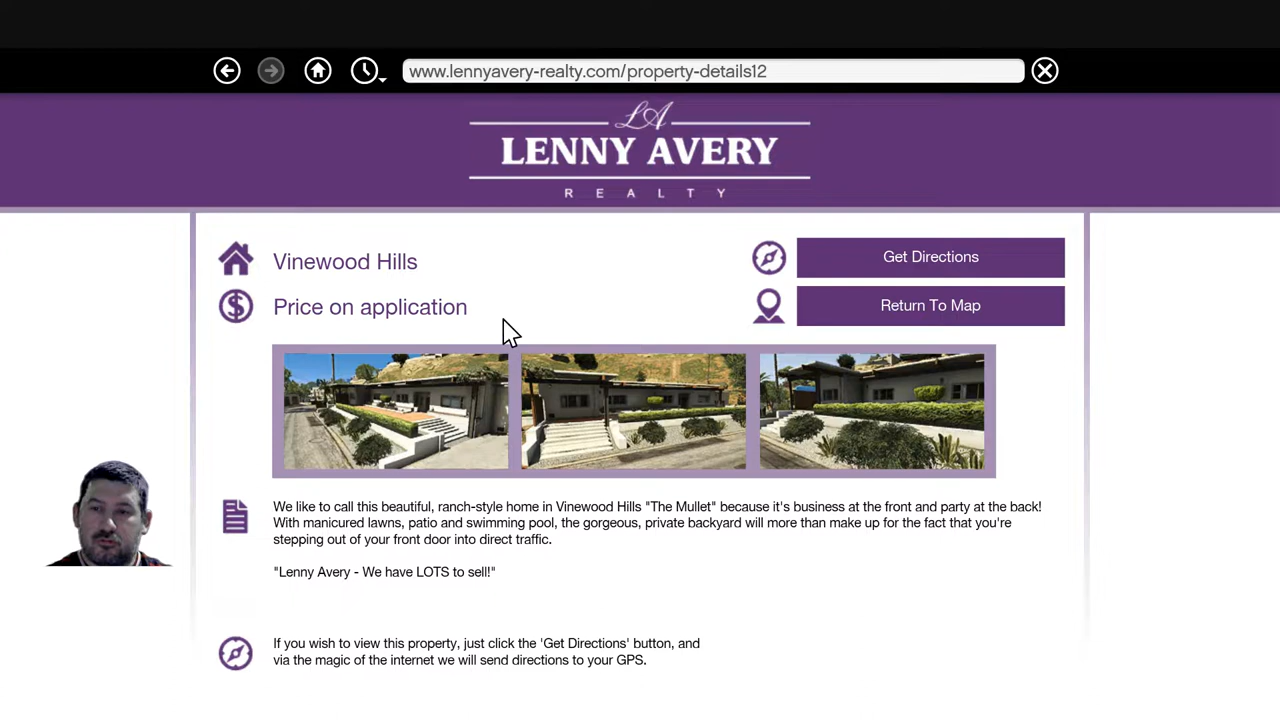 www.lennyavery-realty.com/property-details12
LA
LENNY AVERY
REALTY
Vinewood Hills
Get Directions
Price on application
Return To Map
We like to call this beautiful, ranch-style home in Vinewood Hills "The Mullet" because it's business at the front and party at the back!
With manicured lawns, patio and swimming pool, the gorgeous, private backyard will more than make up for the fact that you're
stepping out of your front door into direct traffic.
"Lenny Avery - We have LOTS to sell!"
If you wish to view this property, just click the 'Get Directions' button, and
via the magic of the internet we will send directions to your GPS.